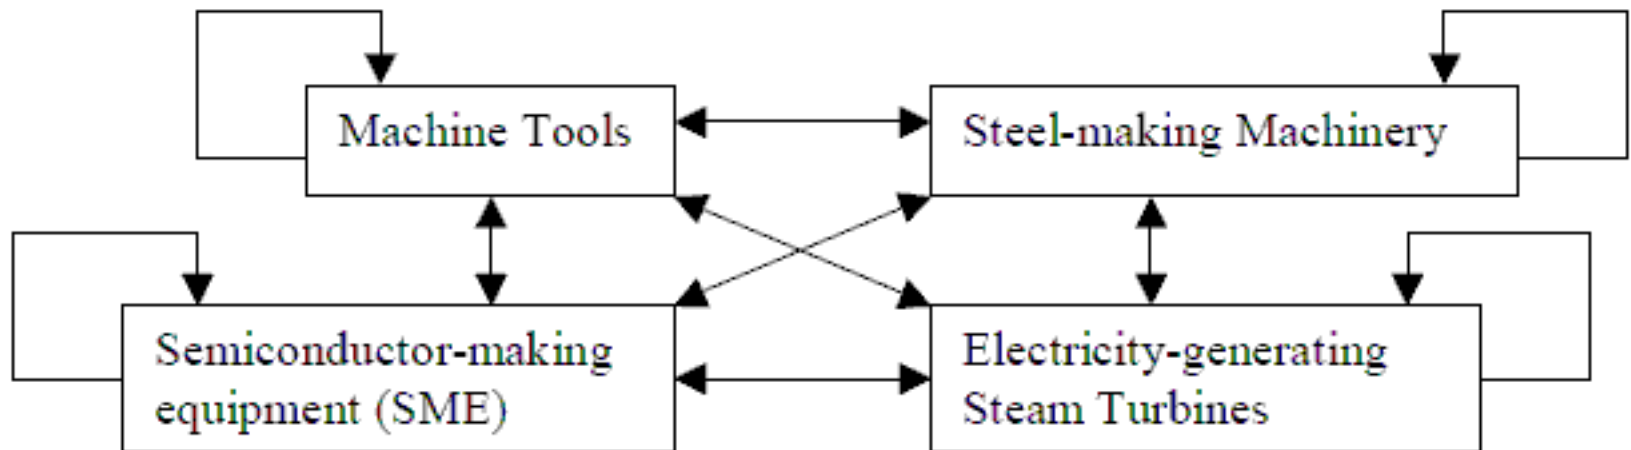 Machine Tools
Steel-making Machinery
Semiconductor-making
equipment (SME)
Electricity-generating
Steam Turbines